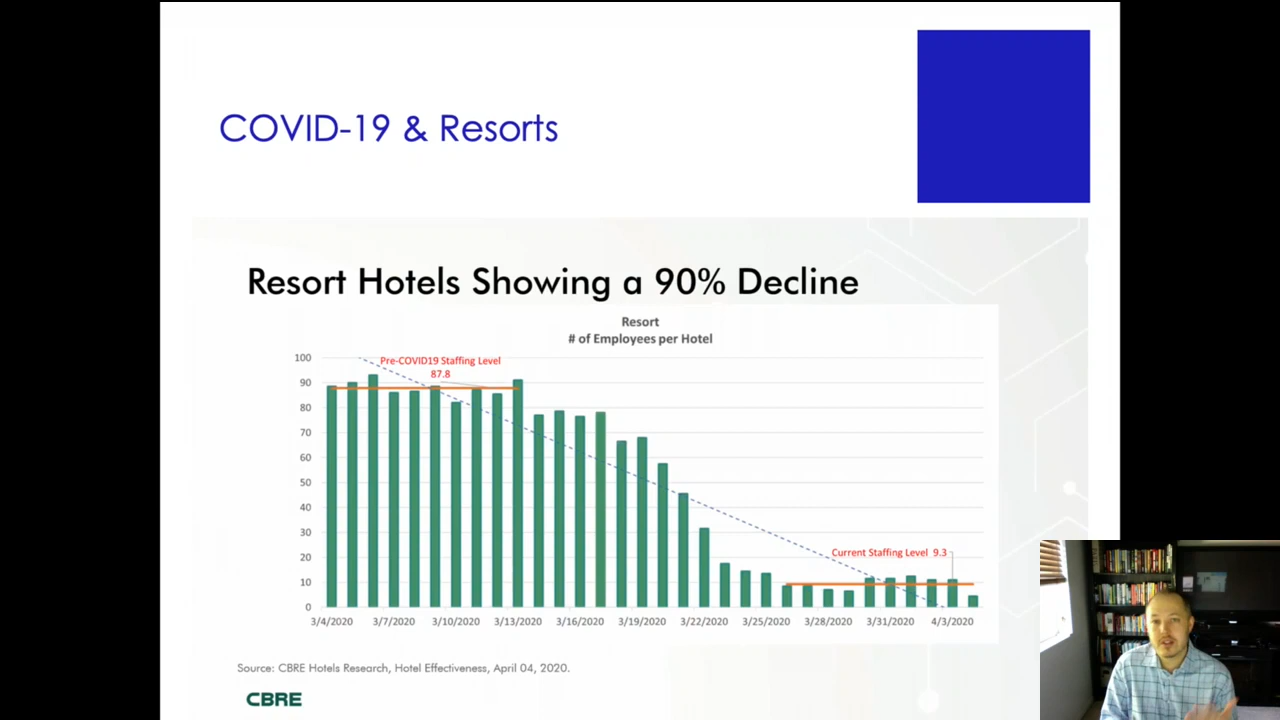 COVID-19 & Resorts
Resort Hotels Showing a 90% Decline
Resort
# of Employees per Hotel
Pre-COVID19 Staffing Level
87.8
100
90
80
70
60
50
40
30
20
10
0
Current Staffing Level 9.3
3/4/2020 3/7/2020 3/10/2020 3/13/2020 3/16/2020 3/19/2020 3/22/2020 3/25/2020 3/28/2020 3/31/2020 4/3/2020
Source: CBRE Hotels Research, Hotel Effectiveness, April 04, 2020.
CBRE